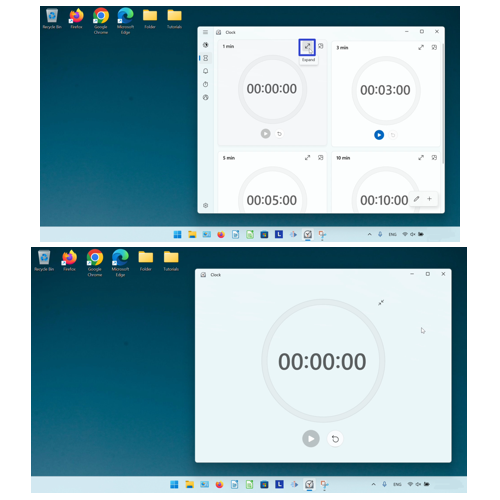 Recycle Bin
Firefox
Google Chrome
Microsoft Edge
Folder
Tutorials
Clock
1 min
Expand
00:00:00
3 min
00:03:00
5 min
00:05:00
10 min
00:10:00
ENG
Recycle Bin
Firefox
Google Chrome
Microsoft Edge
Folder
Tutorials
Clock
00:00:00
ENG